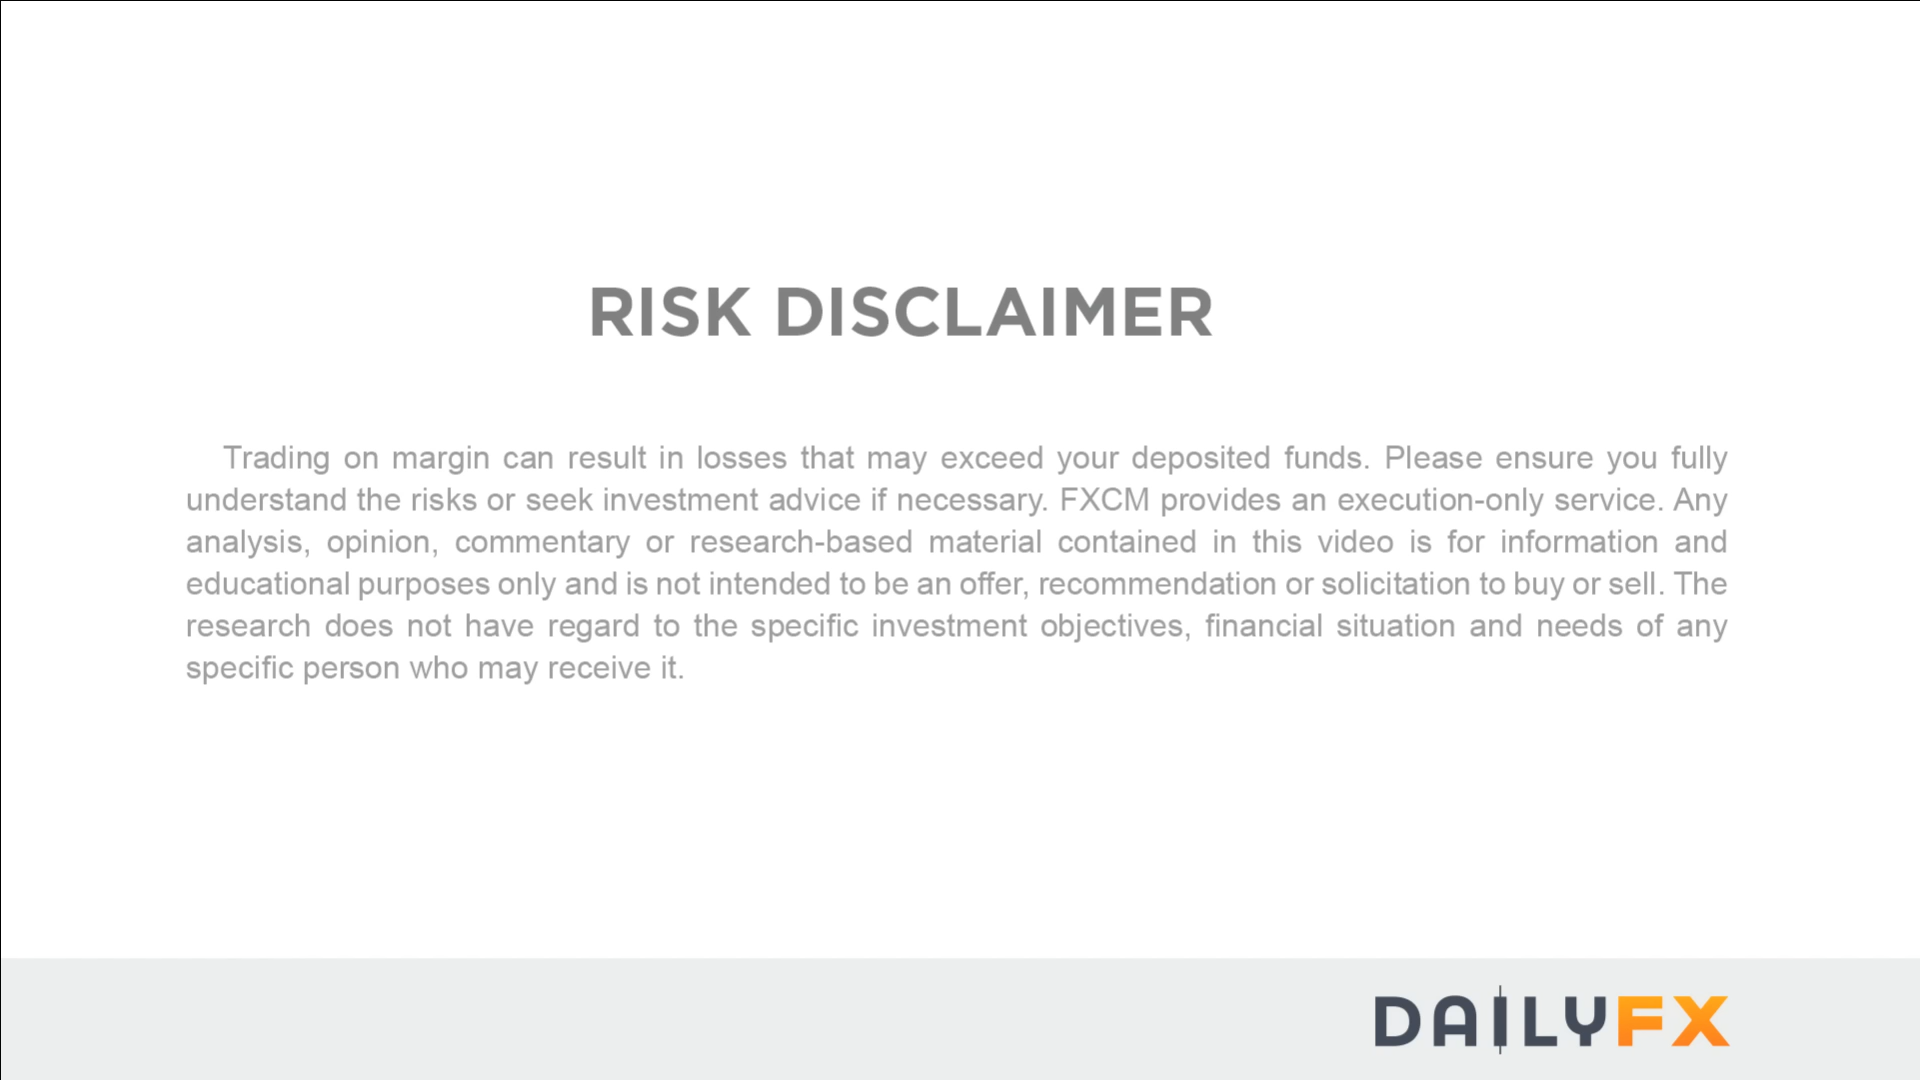 RISK DISCLAIMER
Trading on margin can result in losses that may exceed your deposited funds. Please ensure you fully
understand the risks or seek investment advice if necessary. FXCM provides an execution-only service. Any
analysis, opinion, commentary or research-based material contained in this video is for information and
educational purposes only and is not intended to be an offer, recommendation or solicitation to buy or sell. The
research does not have regard to the specific investment objectives, financial situation and needs of any
specific person who may receive it.
DAILYFX